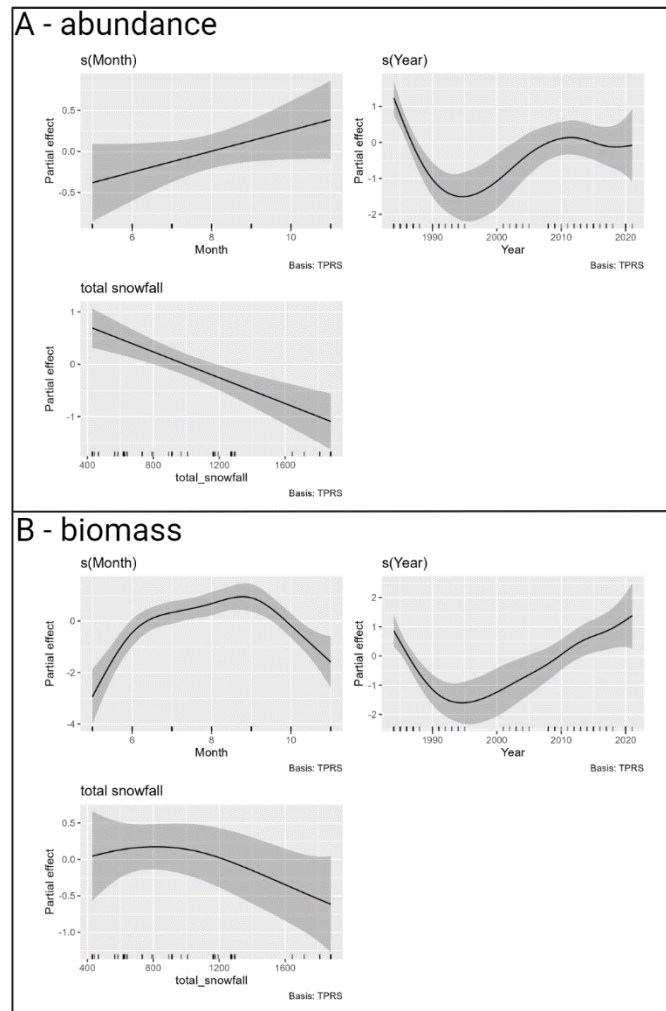 A - abundance
s(Month)
Partial effect
0.5
0.0
-0.5
6
8
10
Month
Basis: TPRS
s(Year)
Partial effect
1
0
-1
-2
1990
2000
2010
2020
Year
Basis: TPRS
total snowfall
Partial effect
1
0
-1
400
800
1200
1600
total_snowfall
Basis: TPRS
B - biomass
s(Month)
Partial effect
0
-2
-4
6
8
10
Month
Basis: TPRS
s(Year)
Partial effect
2
1
0
-1
-2
1990
2000
2010
2020
Year
Basis: TPRS
total snowfall
Partial effect
0.5
0.0
-0.5
-1.0
400
800
1200
1600
total_snowfall
Basis: TPRS